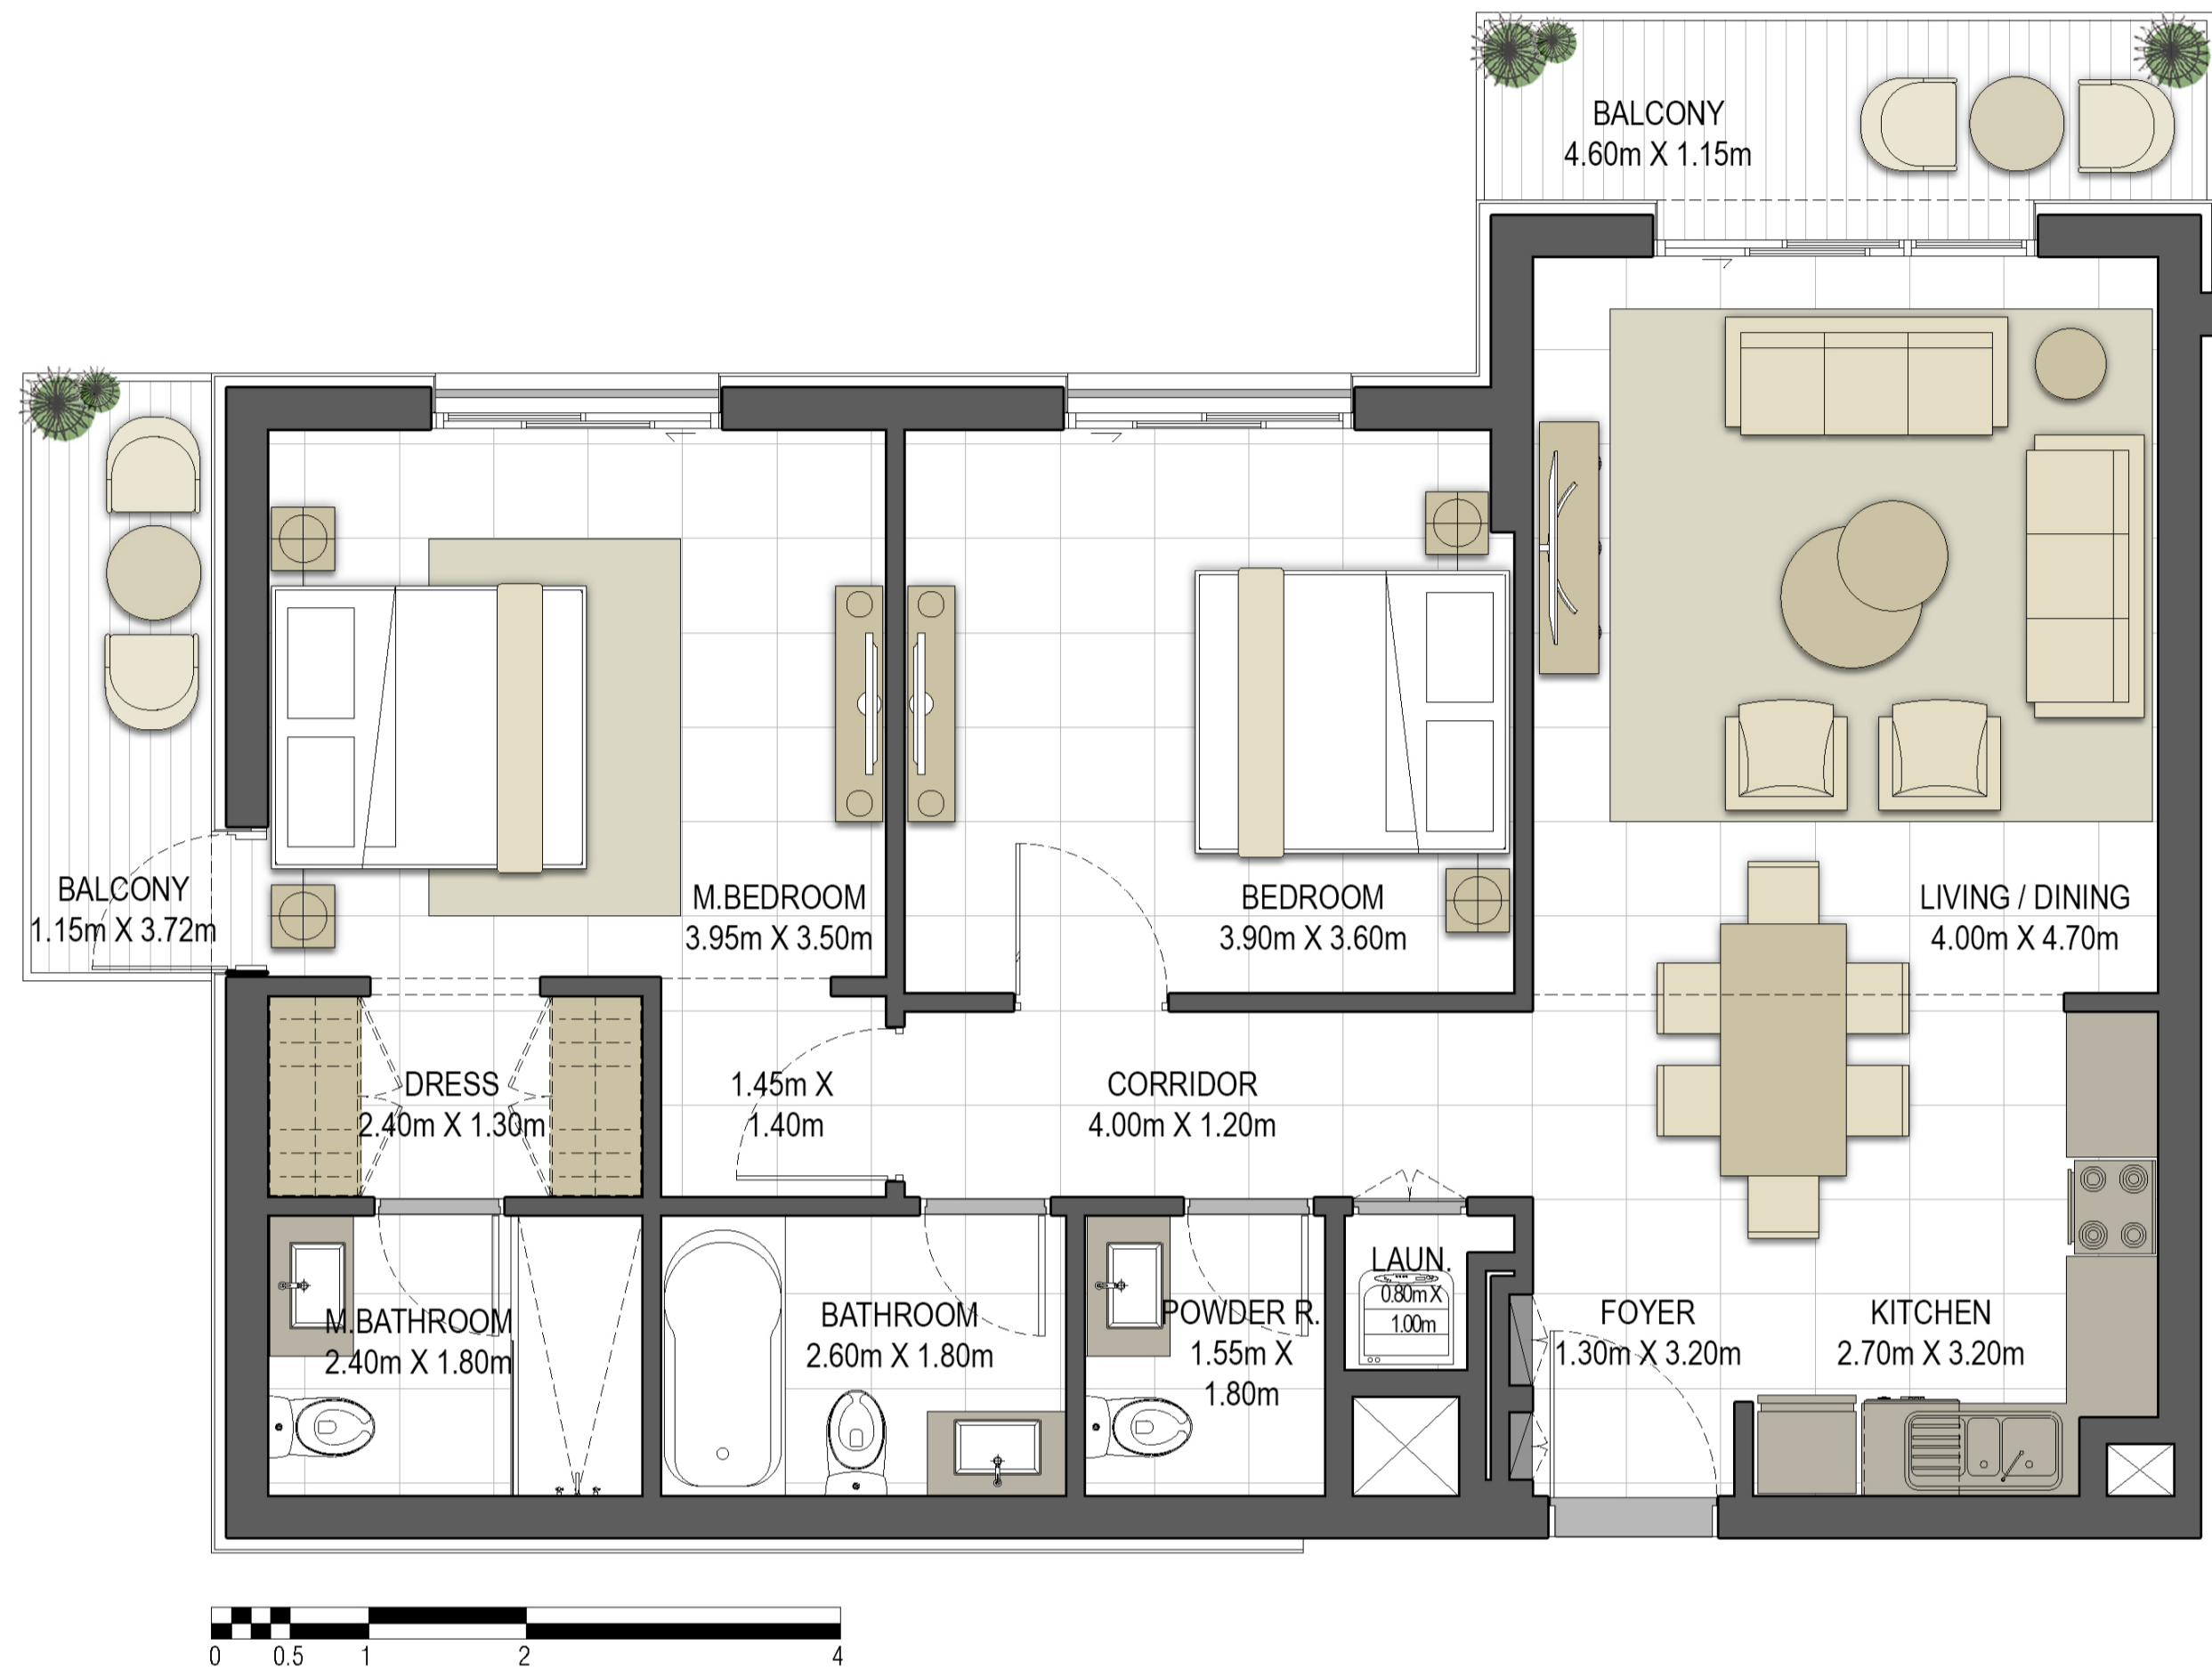 BALCONY
4.60m X 1.15m
BALCONY
1.15m X 3.72m
M.BEDROOM
3.95m X 3.50m
BEDROOM
3.90m X 3.60m
LIVING / DINING
4.00m X 4.70m
DRESS
2.40m X 1.30m
1.45m X
1.40m
CORRIDOR
4.00m X 1.20m
M.BATHROOM
2.40m X 1.80m
BATHROOM
2.60m X 1.80m
POWDER R.
1.55m X
1.80m
LAUN.
0.80m X
1.00m
FOYER
1.30m X 3.20m
KITCHEN
2.70m X 3.20m
0 0.5 1 2 4